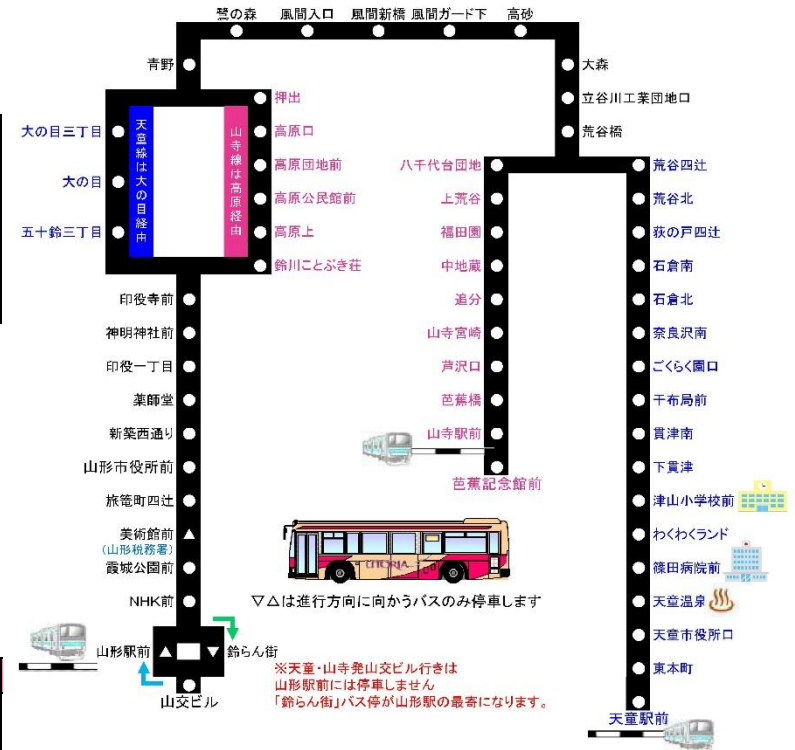 鷺の森
風間入口
風間新橋
風間ガード下
高砂
青野
大森
立谷川工業団地口
荒谷橋
押出
高原口
高原団地前
高原公民館前
高原上
鈴川ことぶき荘
大の目三丁目
大の目
五十鈴三丁目
天童線は大の目経由
山寺線は高原経由
印役寺前
神明神社前
印役一丁目
薬師堂
新築西通り
山形市役所前
旅篭町四辻
美術館前
(山形税務署)
霞城公園前
NHK前
山形駅前
鈴らん街
山交ビル
八千代台団地
上荒谷
福田園
中地蔵
追分
山寺宮崎
芦沢口
芭蕉橋
山寺駅前
芭蕉記念館前
荒谷四辻
荒谷北
荻の戸四辻
石倉南
石倉北
奈良沢南
ごくらく園口
干布局前
貫津南
下貫津
津山小学校前
わくわくランド
篠田病院前
天童温泉
天童市役所口
東本町
天童駅前
▽△は進行方向に向かうバスのみ停車します
※天童・山寺発山交ビル行きは
山形駅前には停車しません
「鈴らん街」バス停が山形駅の最寄になります。